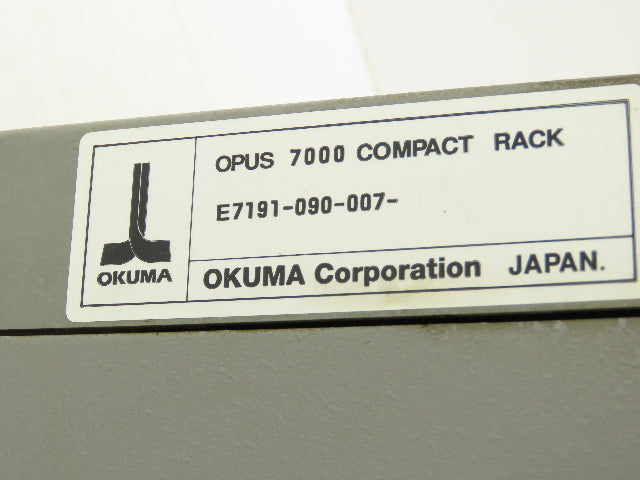 OPUS 7000 COMPACT RACK
E7191-090-007-
OKUMA
OKUMA Corporation JAPAN.